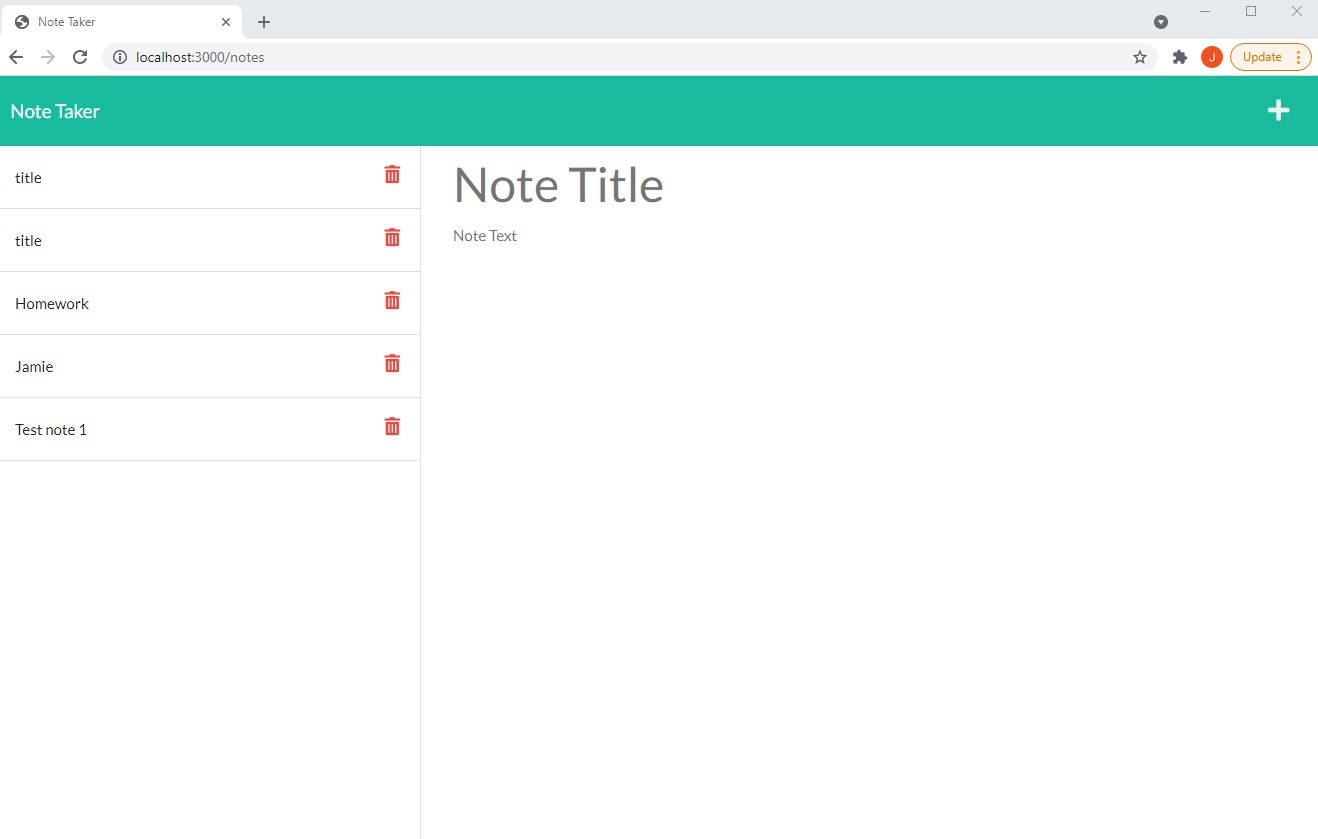 Note Taker
localhost:3000/notes
J
Update
Note Taker
title
title
Homework
Jamie
Test note 1
Note Title
Note Text